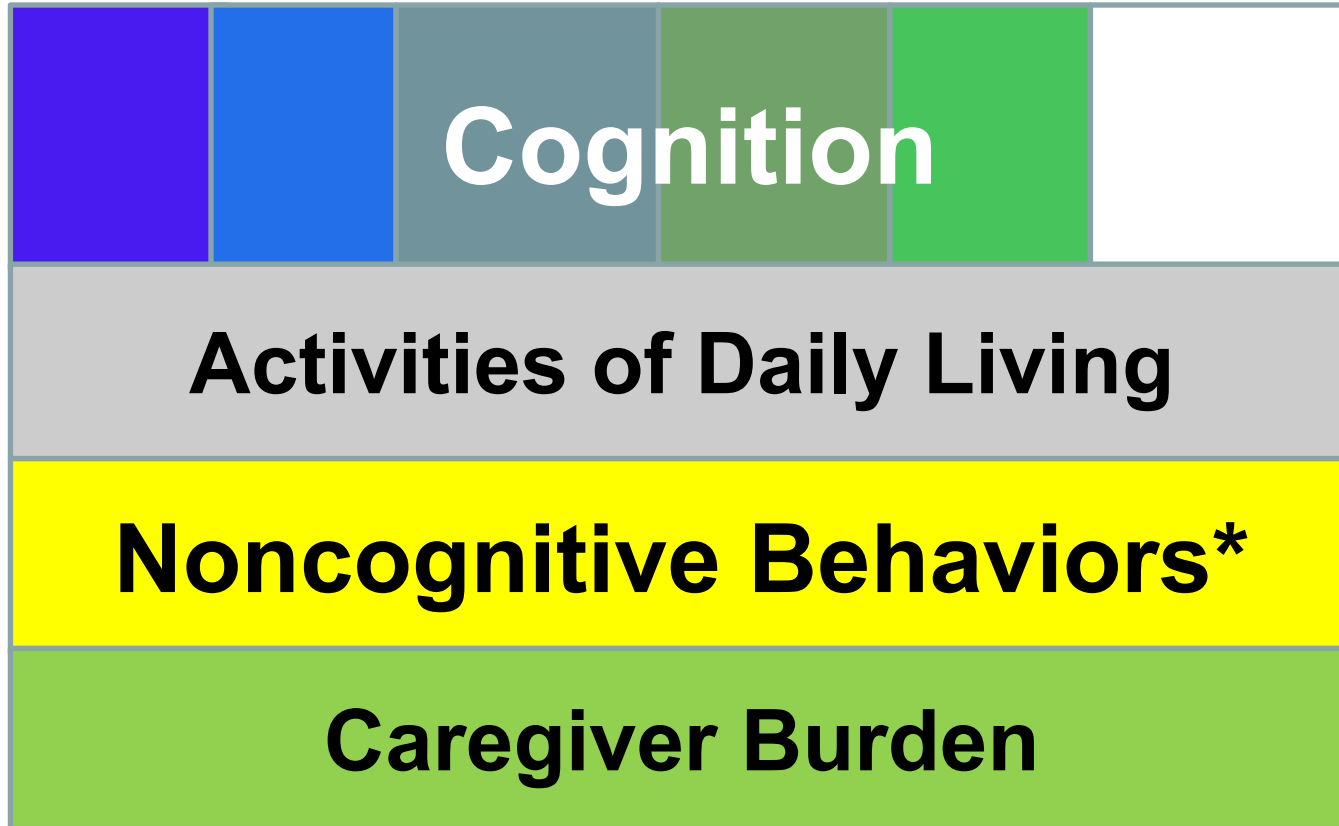 Cognition
Activities of Daily Living
Noncognitive Behaviors*
Caregiver Burden